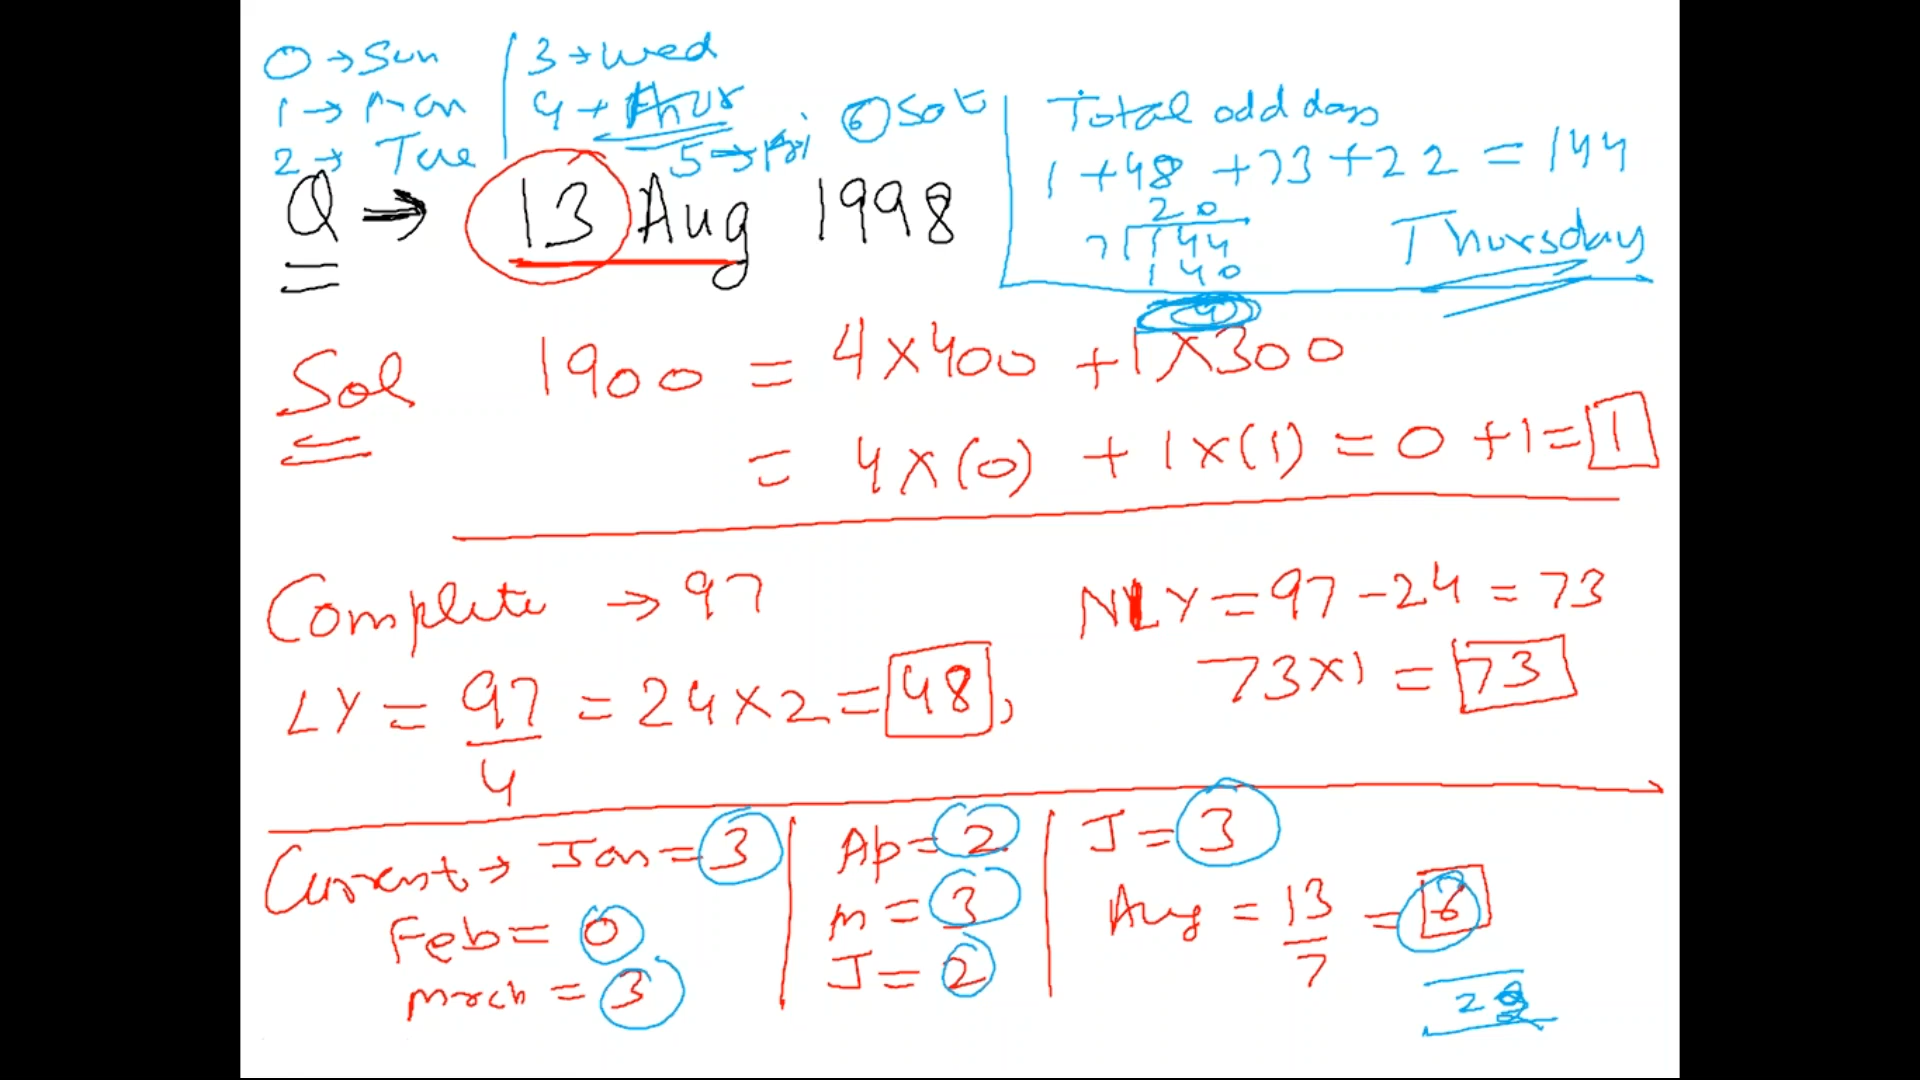 0 → Sun
1 → Mon
2 → Tue
3 → Wed
4 → Thur
5 → Fri
6 Sat
Total odd days
1 + 48 + 73 + 22 = 144
20
7 144
140
4
Thursday
Q ⇒ 13 Aug 1998
Sol 1900 = 4 × 400 + 1 × 300
= 4 × (0) + 1 × (1) = 0 + 1 = 1
Complete → 97
LY = 97/4 = 24 × 2 = 48,
NLY = 97 - 24 = 73
73 × 1 = 73
Current → Jan = 3
Feb = 0
March = 3
Ap = 2
m = 3
J = 2
J = 3
Aug = 13/7 = 6